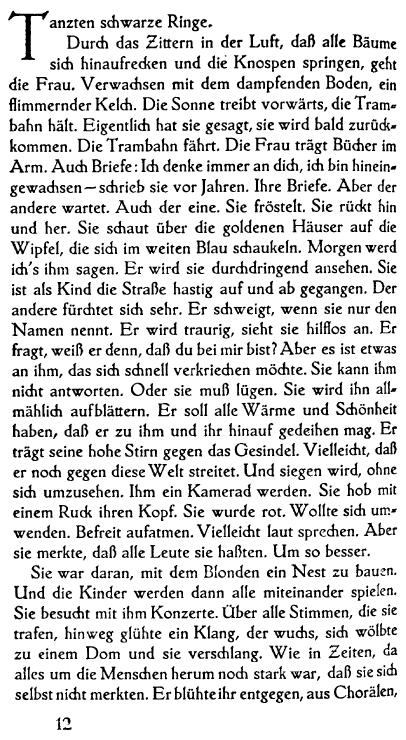 Tanzten schwarze Ringe.
Durch das Zittern in der Luft, daß alle Bäume
sich hinaufrecken und die Knospen springen, geht
die Frau. Verwachsen mit dem dampfenden Boden, ein
flimmernder Kelch. Die Sonne treibt vorwärts, die Tram-
bahn hält. Eigentlich hat sie gesagt, sie wird bald zurück-
kommen. Die Trambahn fährt. Die Frau trägt Bücher im
Arm. Auch Briefe: Ich denke immer an dich, ich bin hinein-
gewachsen—schrieb sie vor Jahren. Ihre Briefe. Aber der
andere wartet. Auch der eine. Sie fröstelt. Sie rückt hin
und her. Sie schaut über die goldenen Häuser auf die
Wipfel, die sich im weiten Blau schaukeln. Morgen werd
ich's ihm sagen. Er wird sie durchdringend ansehen. Sie
ist als Kind die Straße hastig auf und ab gegangen. Der
andere fürchtet sich sehr. Er schweigt, wenn sie nur den
Namen nennt. Er wird traurig, sieht sie hilflos an. Er
fragt, weiß er denn, daß du bei mir bist? Aber es ist etwas
an ihm, das sich schnell verkriechen möchte. Sie kann ihm
nicht antworten. Oder sie muß lügen. Sie wird ihn all-
mählich aufblättern. Er soll alle Wärme und Schönheit
haben, daß er zu ihm und ihr hinauf gedeihen mag. Er
trägt seine hohe Stirn gegen das Gesindel. Vielleicht, daß
er noch gegen diese Welt streitet. Und siegen wird, ohne
sich umzusehen. Ihm ein Kamerad werden. Sie hob mit
einem Ruck ihren Kopf. Sie wurde rot. Wollte sich um-
wenden. Befreit aufatmen. Vielleicht laut sprechen. Aber
sie merkte, daß alle Leute sie haßten. Um so besser.
Sie war daran, mit dem Blonden ein Nest zu bauen.
Und die Kinder werden dann alle miteinander spielen.
Sie besucht mit ihm Konzerte. Über alle Stimmen, die sie
trafen, hinweg glühte ein Klang, der wuchs, sich wölbte
zu einem Dom und sie verschlang. Wie in Zeiten, da
alles um die Menschen herum noch stark war, daß sie sich
selbst nicht merkten. Er blühte ihr entgegen, aus Chorälen,
12